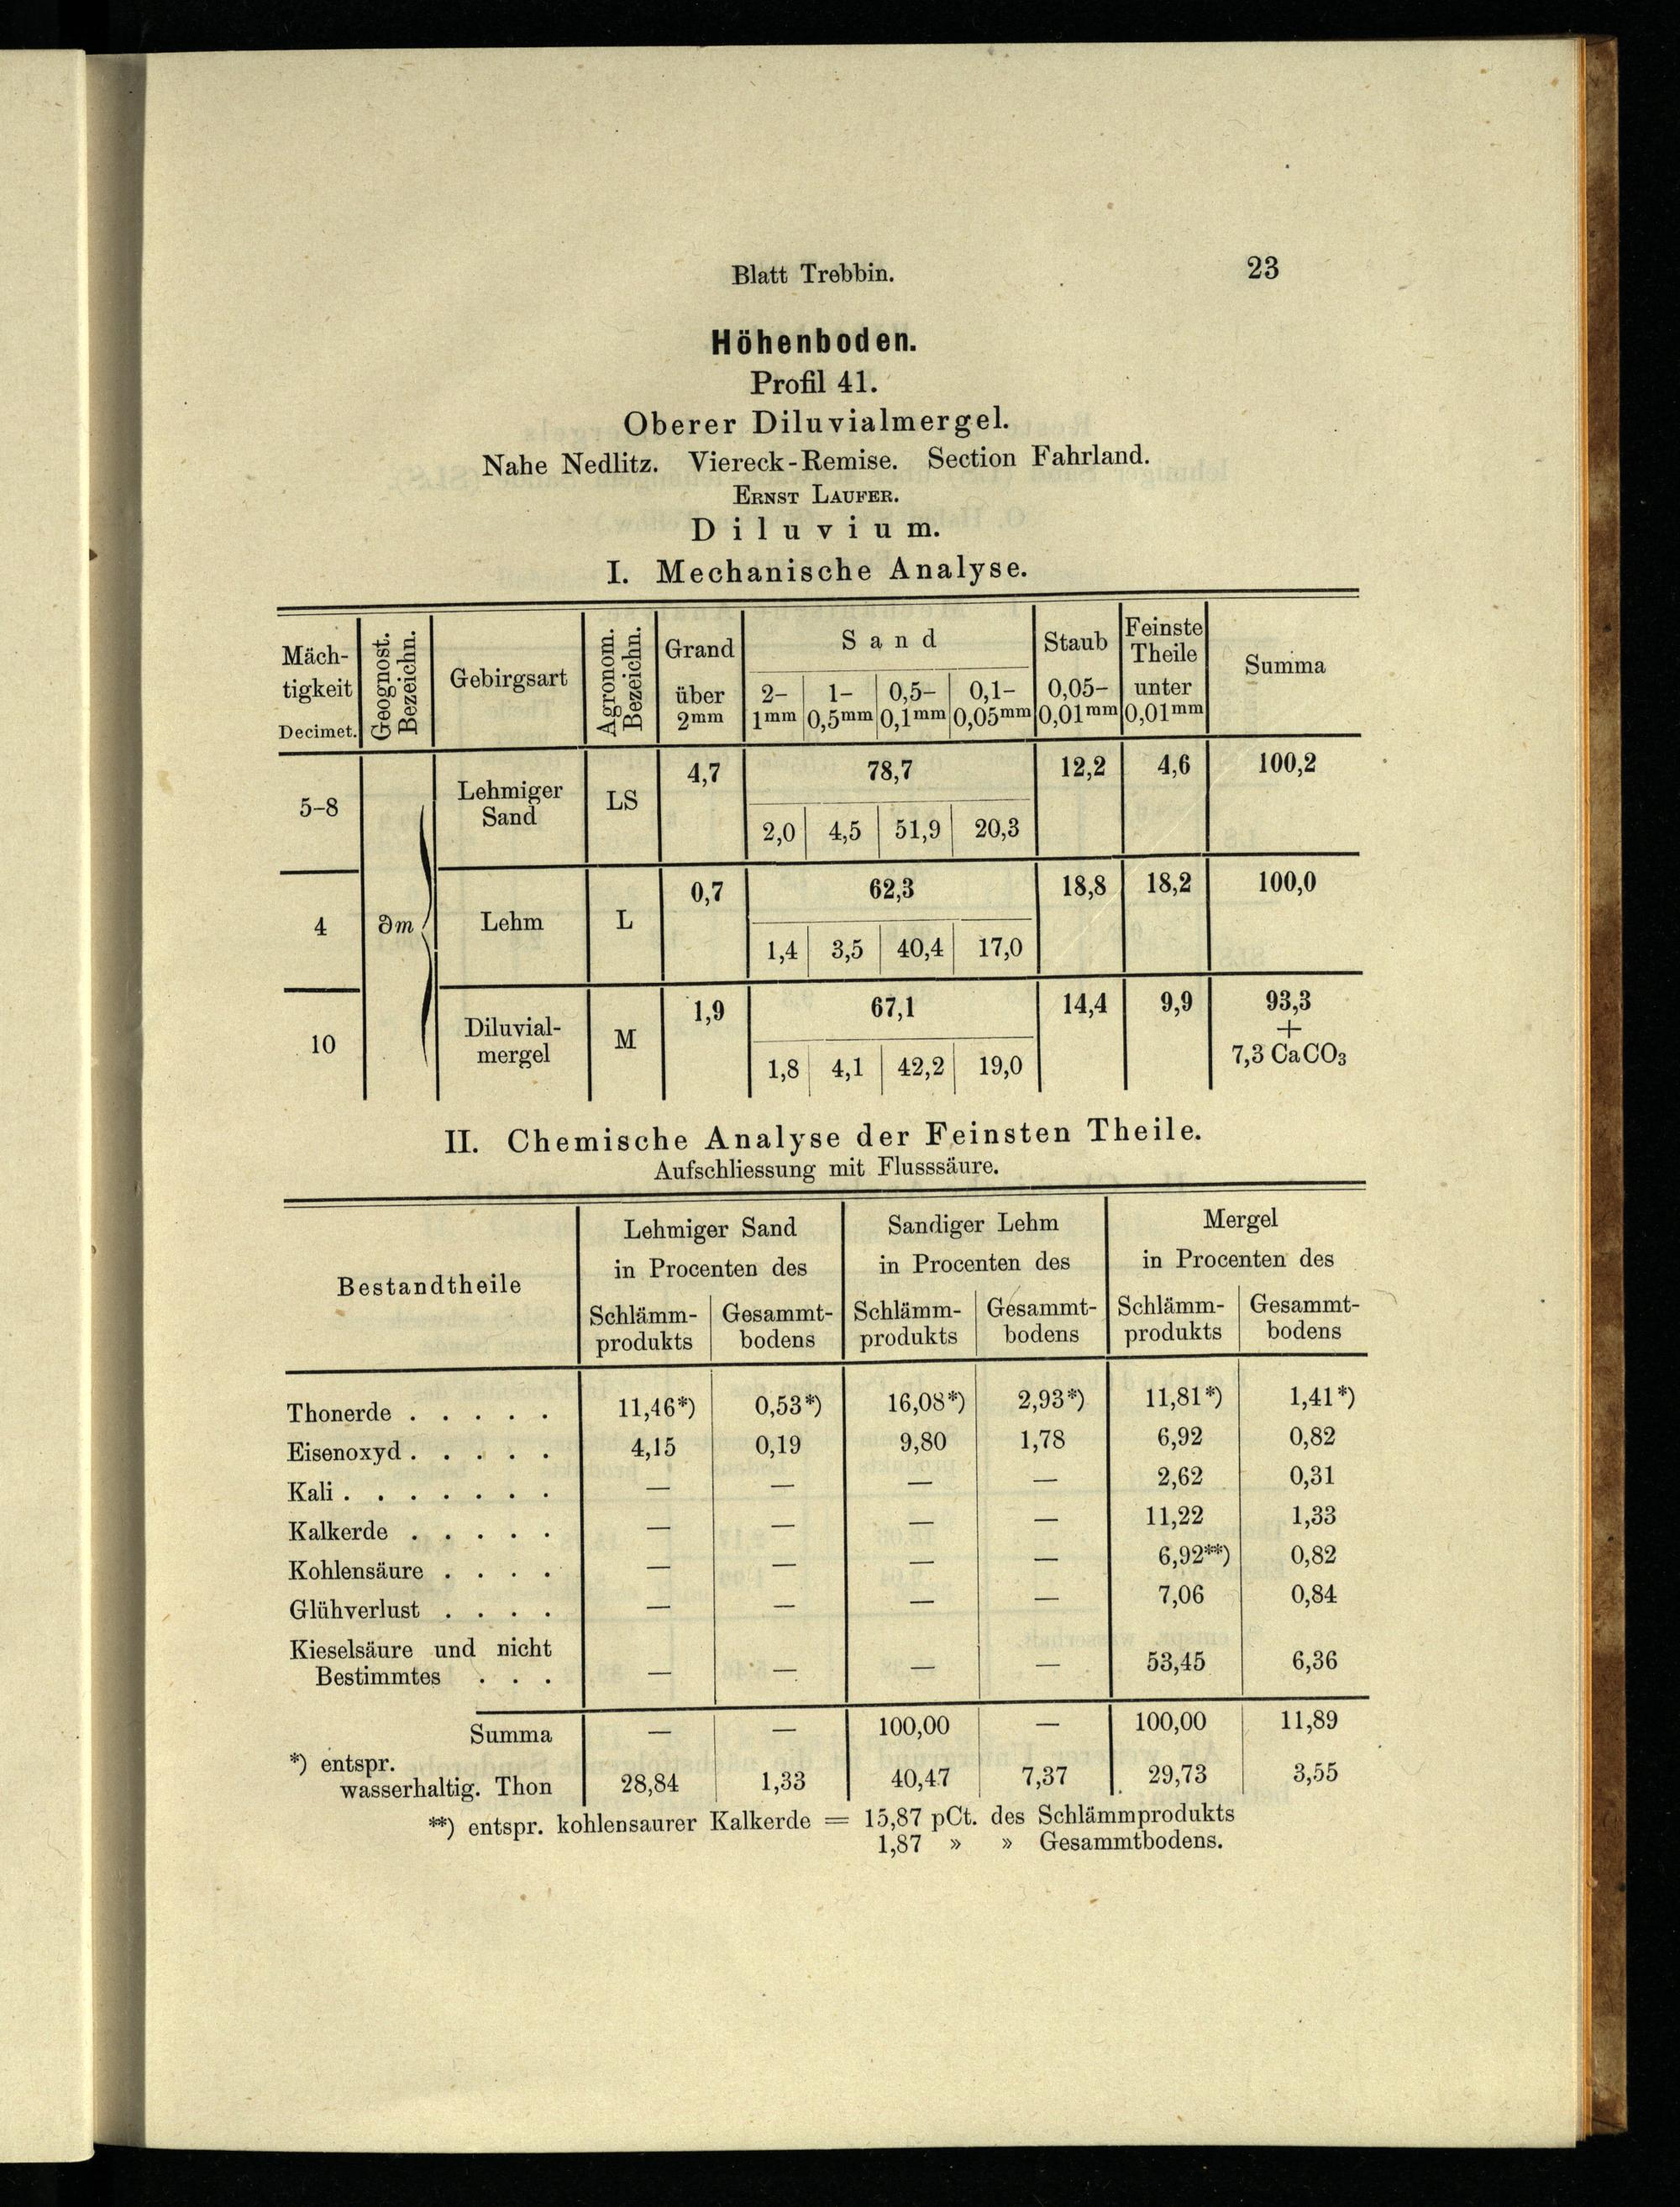 Blatt Trebbin. 23
Höhenboden.
Profil 41.
Oberer Diluvialmergel.
Nahe Nedlitz. Viereck-Remise. Section Fahrland.
ERNST LAUFER.
Diluvium.
I. Mechanische Analyse.
Mäch-
tigkeit
Decimet.
Geognost.
Bezeichn.
Gebirgsart
Agronom.
Bezeichn.
Grand
über
2mm
Sand
2– 1– 0,5– 0,1–
1mm 0,5mm 0,1mm 0,05mm
Staub
0,05–
0,01mm
Feinste
Theile
unter
0,01mm
Summa
5–8 Lehmiger Sand LS 4,7 78,7 12,2 4,6 100,2
2,0 4,5 51,9 20,3
4 ∂m Lehm L 0,7 62,3 18,8 18,2 100,0
1,4 3,5 40,4 17,0
10 Diluvial-
mergel M 1,9 67,1 14,4 9,9 93,3
+
7,3 CaCO3
1,8 4,1 42,2 19,0
II. Chemische Analyse der Feinsten Theile.
Aufschliessung mit Flusssäure.
Bestandtheile
Lehmiger Sand Sandiger Lehm Mergel
in Procenten des in Procenten des in Procenten des
Schlämm- Gesammt- Schlämm- Gesammt- Schlämm- Gesammt-
produkts bodens produkts bodens produkts bodens
Thonerde . . . . . 11,46*) 0,53*) 16,08*) 2,93*) 11,81*) 1,41*)
Eisenoxyd . . . . . 4,15 0,19 9,80 1,78 6,92 0,82
Kali . . . . . . . — — — — 2,62 0,31
Kalkerde . . . . . — — — — 11,22 1,33
Kohlensäure . . . . — — — — 6,92**) 0,82
Glühverlust . . . . — — — — 7,06 0,84
Kieselsäure und nicht
Bestimmtes . . . — — — — 53,45 6,36
Summa — — 100,00 — 100,00 11,89
*) entspr.
wasserhaltig. Thon 28,84 1,33 40,47 7,37 29,73 3,55
**) entspr. kohlensaurer Kalkerde = 15,87 pCt. des Schlämmprodukts
1,87 » » Gesammtbodens.